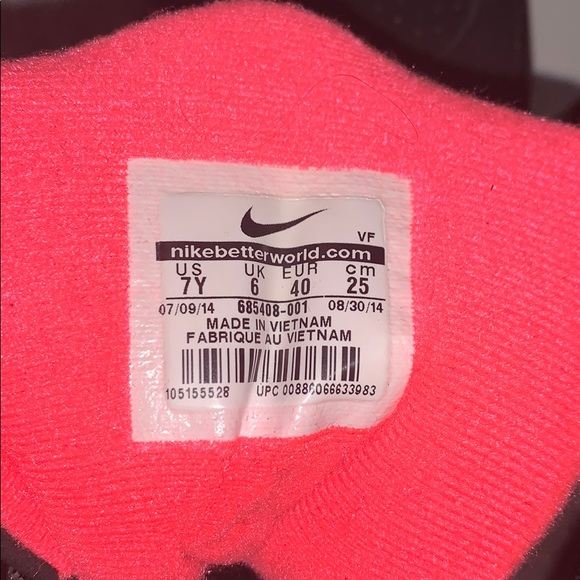 VF
nikebetterworld.com
US UK EUR cm
7Y 6 40 25
07/09/14 685408-001 08/30/14
MADE IN VIETNAM
FABRIQUE AU VIETNAM
105155528 UPC 00888066633983